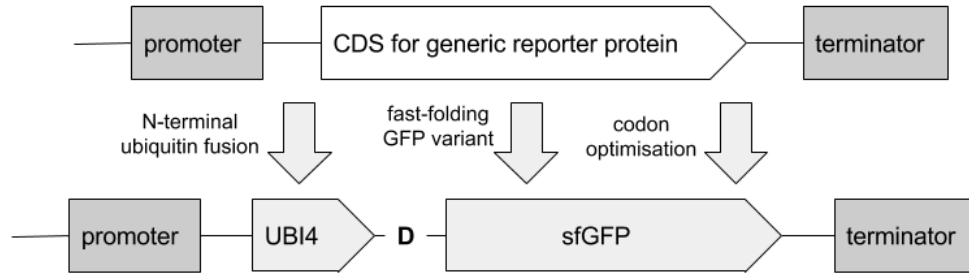 promoter
CDS for generic reporter protein
terminator
N-terminal
ubiquitin fusion
fast-folding
GFP variant
codon
optimisation
promoter
UBI4
D
sfGFP
terminator